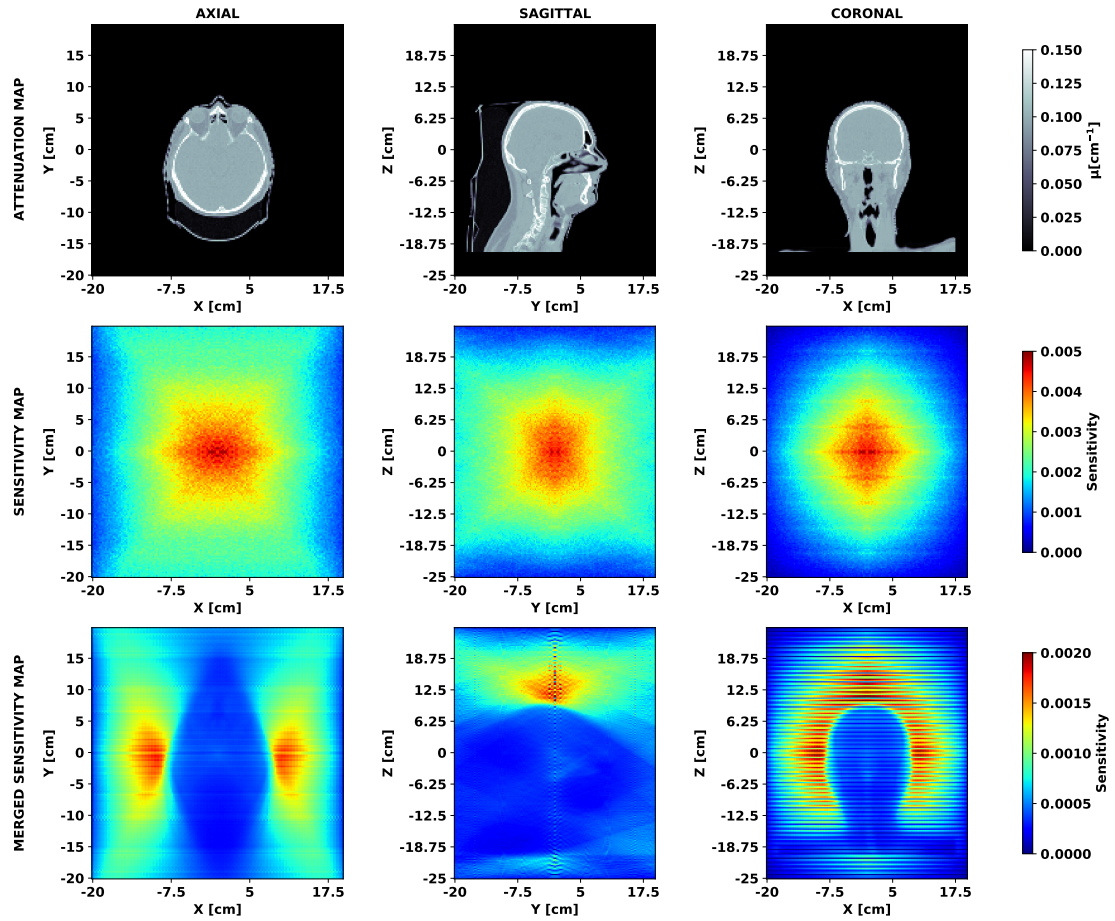 AXIAL SAGITTAL CORONAL
ATTENUATION MAP
Y [cm]
15
10
5
0
-5
-10
-15
-20
-20 -7.5 5 17.5
X [cm]
Z [cm]
18.75
12.5
6.25
0
-6.25
-12.5
-18.75
-25
-20 -7.5 5 17.5
Y [cm]
Z [cm]
18.75
12.5
6.25
0
-6.25
-12.5
-18.75
-25
-20 -7.5 5 17.5
X [cm]
0.150
0.125
0.100
0.075
0.050
0.025
0.000
μ[cm⁻¹]
SENSITIVITY MAP
Y [cm]
15
10
5
0
-5
-10
-15
-20
-20 -7.5 5 17.5
X [cm]
Z [cm]
18.75
12.5
6.25
0
-6.25
-12.5
-18.75
-25
-20 -7.5 5 17.5
Y [cm]
Z [cm]
18.75
12.5
6.25
0
-6.25
-12.5
-18.75
-25
-20 -7.5 5 17.5
X [cm]
0.005
0.004
0.003
0.002
0.001
0.000
Sensitivity
MERGED SENSITIVITY MAP
Y [cm]
15
10
5
0
-5
-10
-15
-20
-20 -7.5 5 17.5
X [cm]
Z [cm]
18.75
12.5
6.25
0
-6.25
-12.5
-18.75
-25
-20 -7.5 5 17.5
Y [cm]
Z [cm]
18.75
12.5
6.25
0
-6.25
-12.5
-18.75
-25
-20 -7.5 5 17.5
X [cm]
0.0020
0.0015
0.0010
0.0005
0.0000
Sensitivity